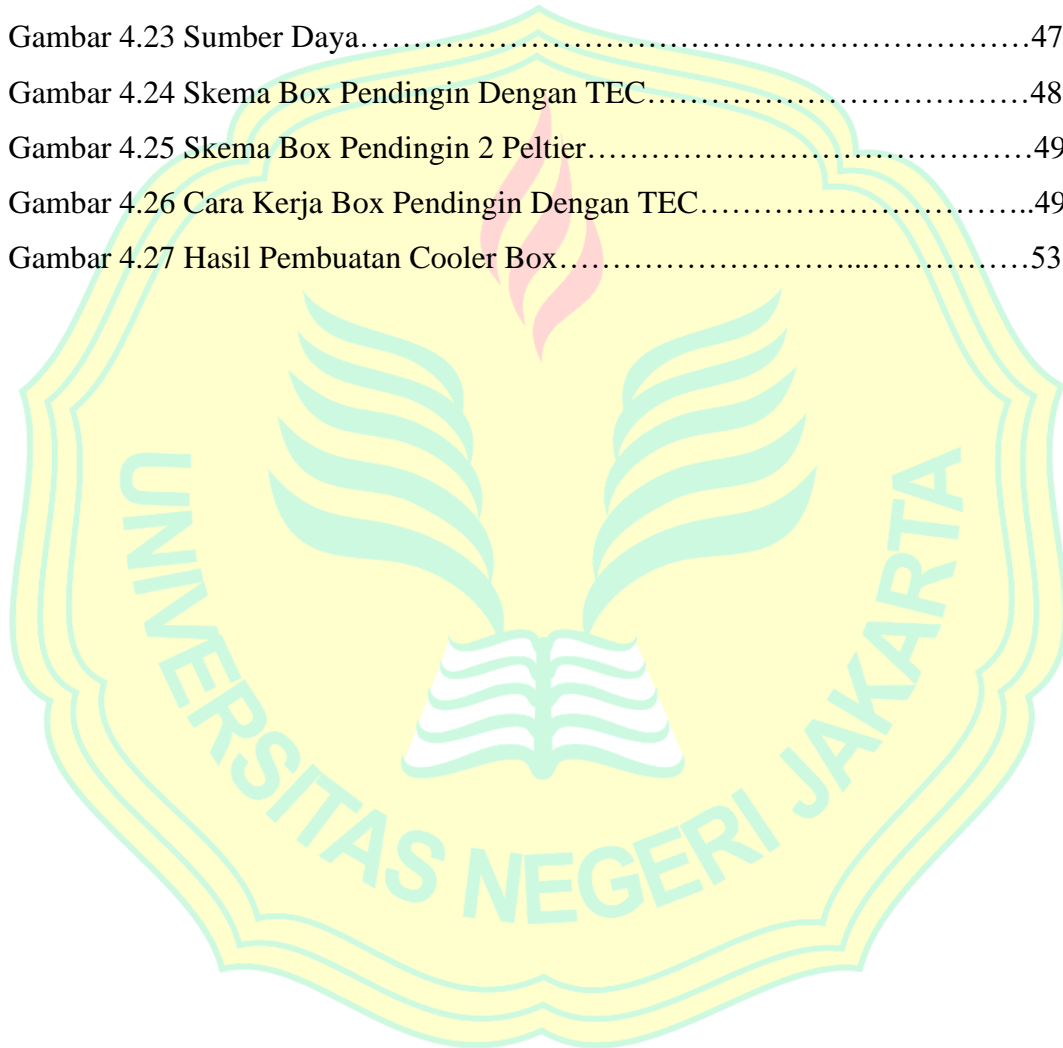 Gambar 4.23 Sumber Daya……………………………………………………………………47
Gambar 4.24 Skema Box Pendingin Dengan TEC………………………………………48
Gambar 4.25 Skema Box Pendingin 2 Peltier……………………………………………..49
Gambar 4.26 Cara Kerja Box Pendingin Dengan TEC…………………………………..49
Gambar 4.27 Hasil Pembuatan Cooler Box…………………………...………………53
UNIVERSITAS NEGERI JAKARTA